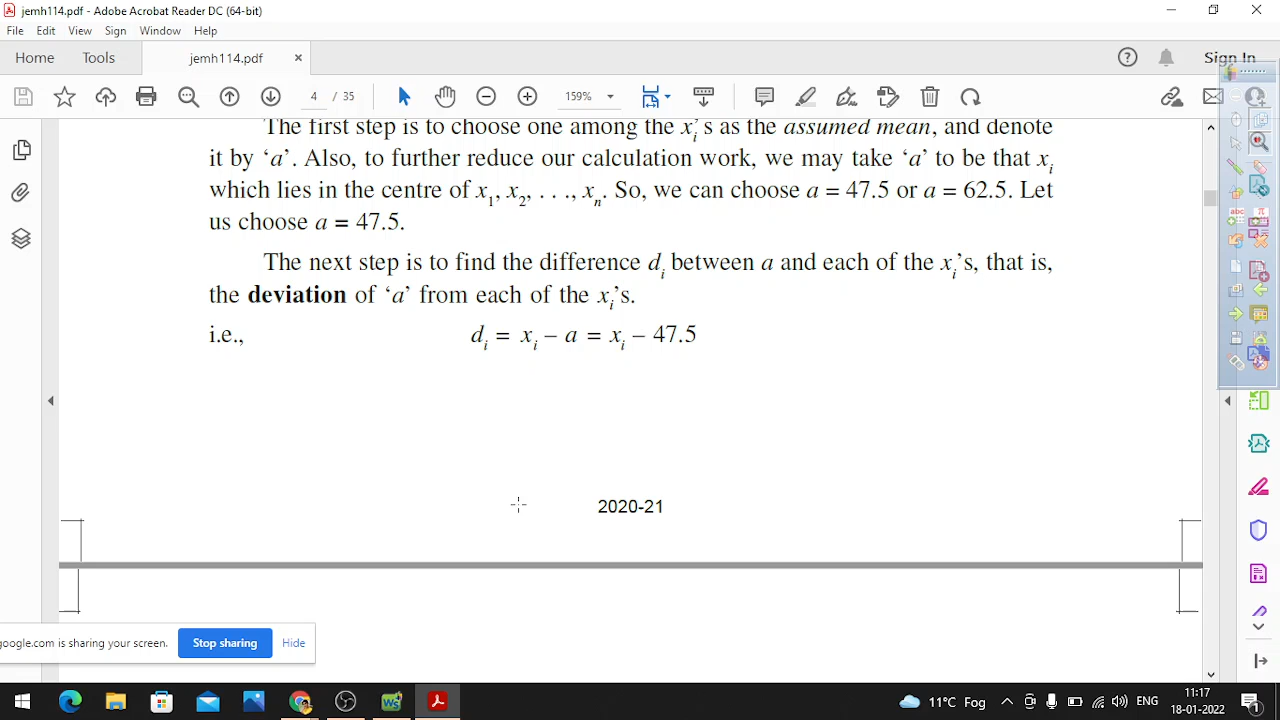 jemh114.pdf - Adobe Acrobat Reader DC (64-bit)
File Edit View Sign Window Help
Home Tools jemh114.pdf × Sign In
4 / 35 159%
The first step is to choose one among the xᵢ's as the assumed mean, and denote
it by ‘a’. Also, to further reduce our calculation work, we may take ‘a’ to be that xᵢ
which lies in the centre of x₁, x₂, . . ., xₙ. So, we can choose a = 47.5 or a = 62.5. Let
us choose a = 47.5.
The next step is to find the difference dᵢ between a and each of the xᵢ’s, that is,
the deviation of ‘a’ from each of the xᵢ’s.
i.e., dᵢ = xᵢ – a = xᵢ – 47.5
2020-21
google.com is sharing your screen. Stop sharing Hide
11°C Fog ENG 11:17
18-01-2022 1